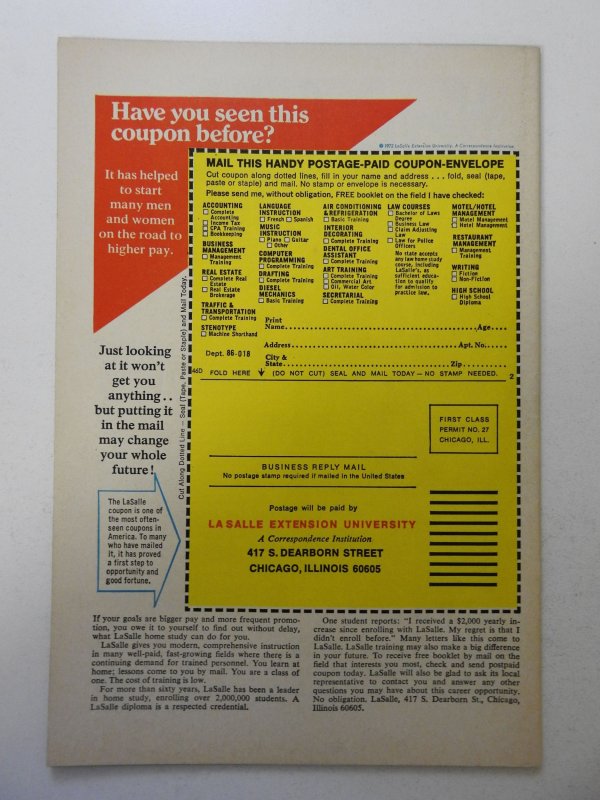 Have you seen this
coupon before?
© 1972 LaSalle Extension University, A Correspondence Institution
It has helped
to start
many men
and women
on the road to
higher pay.
MAIL THIS HANDY POSTAGE-PAID COUPON-ENVELOPE
Cut coupon along dotted lines, fill in your name and address . . . fold, seal (tape,
paste or staple) and mail. No stamp or envelope is necessary.
Please send me, without obligation, FREE booklet on the field I have checked:
ACCOUNTING
☐ Complete
Accounting
☐ Income Tax
☐ CPA Training
☐ Bookkeeping
BUSINESS
MANAGEMENT
☐ Management
Training
REAL ESTATE
☐ Complete Real
Estate
☐ Real Estate
Brokerage
TRAFFIC &
TRANSPORTATION
☐ Complete Training
STENOTYPE
☐ Machine Shorthand
LANGUAGE
INSTRUCTION
☐ French ☐ Spanish
MUSIC
INSTRUCTION
☐ Piano ☐ Guitar
☐ Other
COMPUTER
PROGRAMMING
☐ Complete Training
DRAFTING
☐ Complete Training
DIESEL
MECHANICS
☐ Basic Training
AIR CONDITIONING
& REFRIGERATION
☐ Basic Training
INTERIOR
DECORATING
☐ Complete Training
DENTAL OFFICE
ASSISTANT
☐ Complete Training
ART TRAINING
☐ Complete Training
☐ Commercial Art
☐ Oil, Water Color
SECRETARIAL
☐ Complete Training
LAW COURSES
☐ Bachelor of Laws
Degree
☐ Business Law
☐ Claim Adjusting
Law
☐ Law for Police
Officers
No state accepts
any law home study
course, including
LaSalle's, as
sufficient educa-
tion to qualify
for admission to
practice law.
MOTEL/HOTEL
MANAGEMENT
☐ Motel Management
☐ Hotel Management
RESTAURANT
MANAGEMENT
☐ Management
Training
WRITING
☐ Fiction
☐ Non-Fiction
HIGH SCHOOL
☐ High School
Diploma
Print
Name Age
Address Apt. No.
Dept. 86-018
City &
State Zip
46D FOLD HERE ↓ (DO NOT CUT) SEAL AND MAIL TODAY — NO STAMP NEEDED. 2
Cut Along Dotted Line – Seal (Tape, Paste or Staple) and Mail Today.
Just looking
at it won't
get you
anything . .
but putting it
in the mail
may change
your whole
future!
The LaSalle
coupon is one of
the most often-
seen coupons in
America. To many
who have mailed
it, it has proved
a first step to
opportunity and
good fortune.
FIRST CLASS
PERMIT NO. 27
CHICAGO, ILL.
BUSINESS REPLY MAIL
No postage stamp required if mailed in the United States
Postage will be paid by
LA SALLE EXTENSION UNIVERSITY
A Correspondence Institution
417 S. DEARBORN STREET
CHICAGO, ILLINOIS 60605
If your goals are bigger pay and more frequent promo-
tion, you owe it to yourself to find out without delay,
what LaSalle home study can do for you.
LaSalle gives you modern, comprehensive instruction
in many well-paid, fast-growing fields where there is a
continuing demand for trained personnel. You learn at
home; lessons come to you by mail. You are a class of
one. The cost of training is low.
For more than sixty years, LaSalle has been a leader
in home study, enrolling over 2,000,000 students. A
LaSalle diploma is a respected credential.
One student reports: "I received a $2,000 yearly in-
crease since enrolling with LaSalle. My regret is that I
didn't enroll before." Many letters like this come to
LaSalle. LaSalle training may also make a big difference
in your future. To receive free booklet by mail on the
field that interests you most, check and send postpaid
coupon today. LaSalle will also be glad to ask its local
representative to contact you and answer any other
questions you may have about this career opportunity.
No obligation. LaSalle, 417 S. Dearborn St., Chicago,
Illinois 60605.